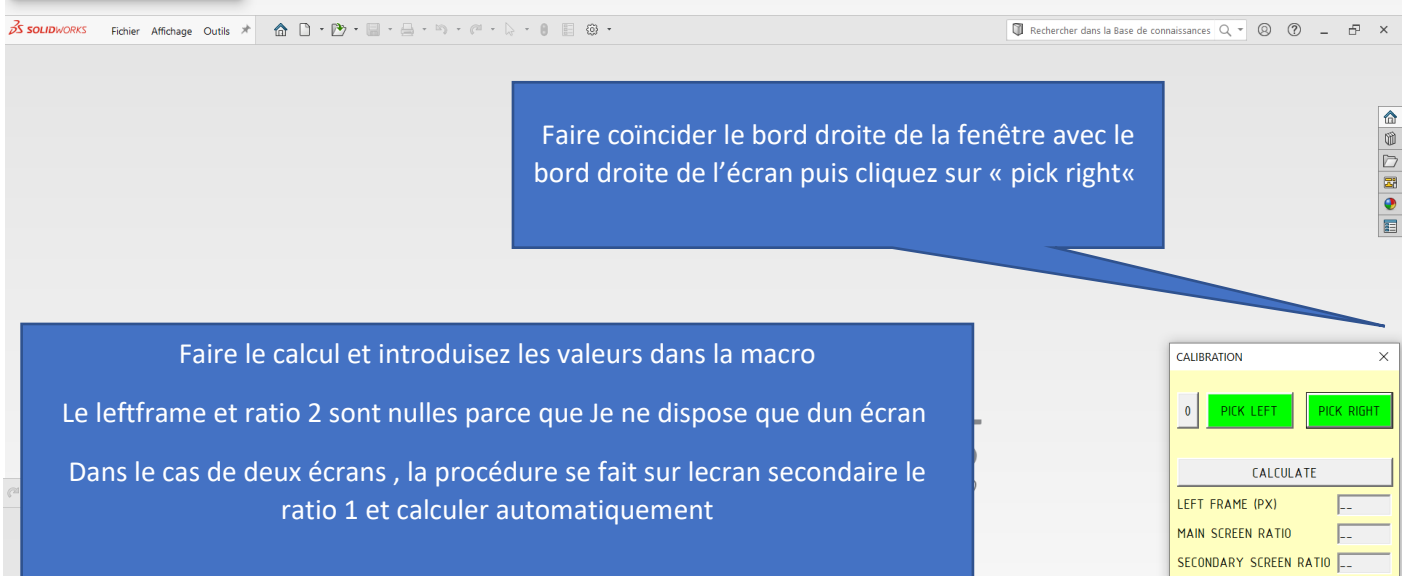 SOLIDWORKS Fichier Affichage Outils Rechercher dans la Base de connaissances
Faire coïncider le bord droite de la fenêtre avec le
bord droite de l’écran puis cliquez sur « pick right«
Faire le calcul et introduisez les valeurs dans la macro
Le leftframe et ratio 2 sont nulles parce que Je ne dispose que dun écran
Dans le cas de deux écrans , la procédure se fait sur lecran secondaire le
ratio 1 et calculer automatiquement
CALIBRATION
0 PICK LEFT PICK RIGHT
CALCULATE
LEFT FRAME (PX) __
MAIN SCREEN RATIO __
SECONDARY SCREEN RATIO __